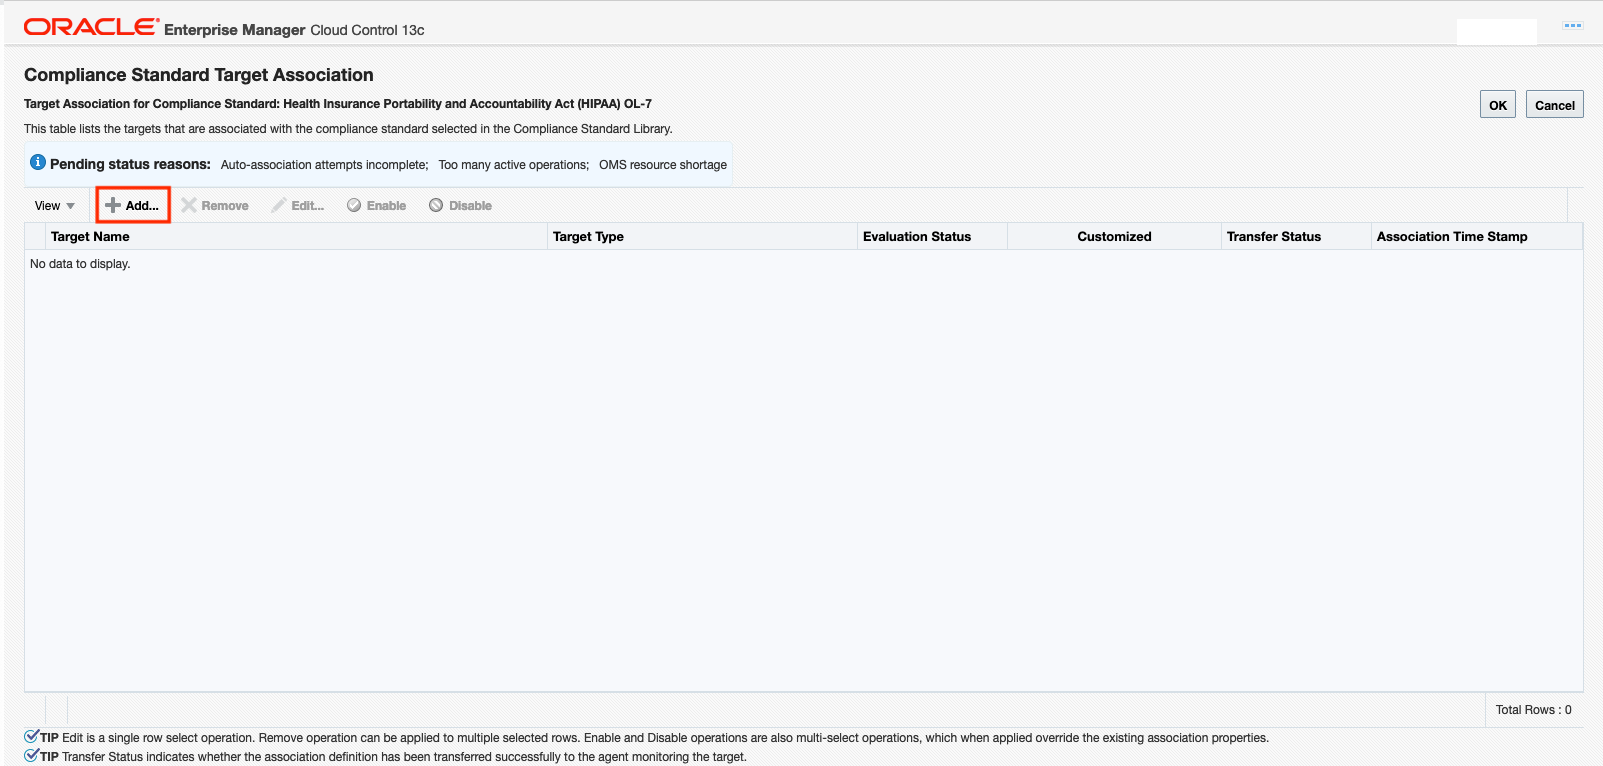 ORACLE Enterprise Manager Cloud Control 13c
Compliance Standard Target Association
Target Association for Compliance Standard: Health Insurance Portability and Accountability Act (HIPAA) OL-7
OK Cancel
This table lists the targets that are associated with the compliance standard selected in the Compliance Standard Library.
Pending status reasons: Auto-association attempts incomplete; Too many active operations; OMS resource shortage
View Add... Remove Edit... Enable Disable
Target Name Target Type Evaluation Status Customized Transfer Status Association Time Stamp
No data to display.
Total Rows : 0
TIP Edit is a single row select operation. Remove operation can be applied to multiple selected rows. Enable and Disable operations are also multi-select operations, which when applied override the existing association properties.
TIP Transfer Status indicates whether the association definition has been transferred successfully to the agent monitoring the target.